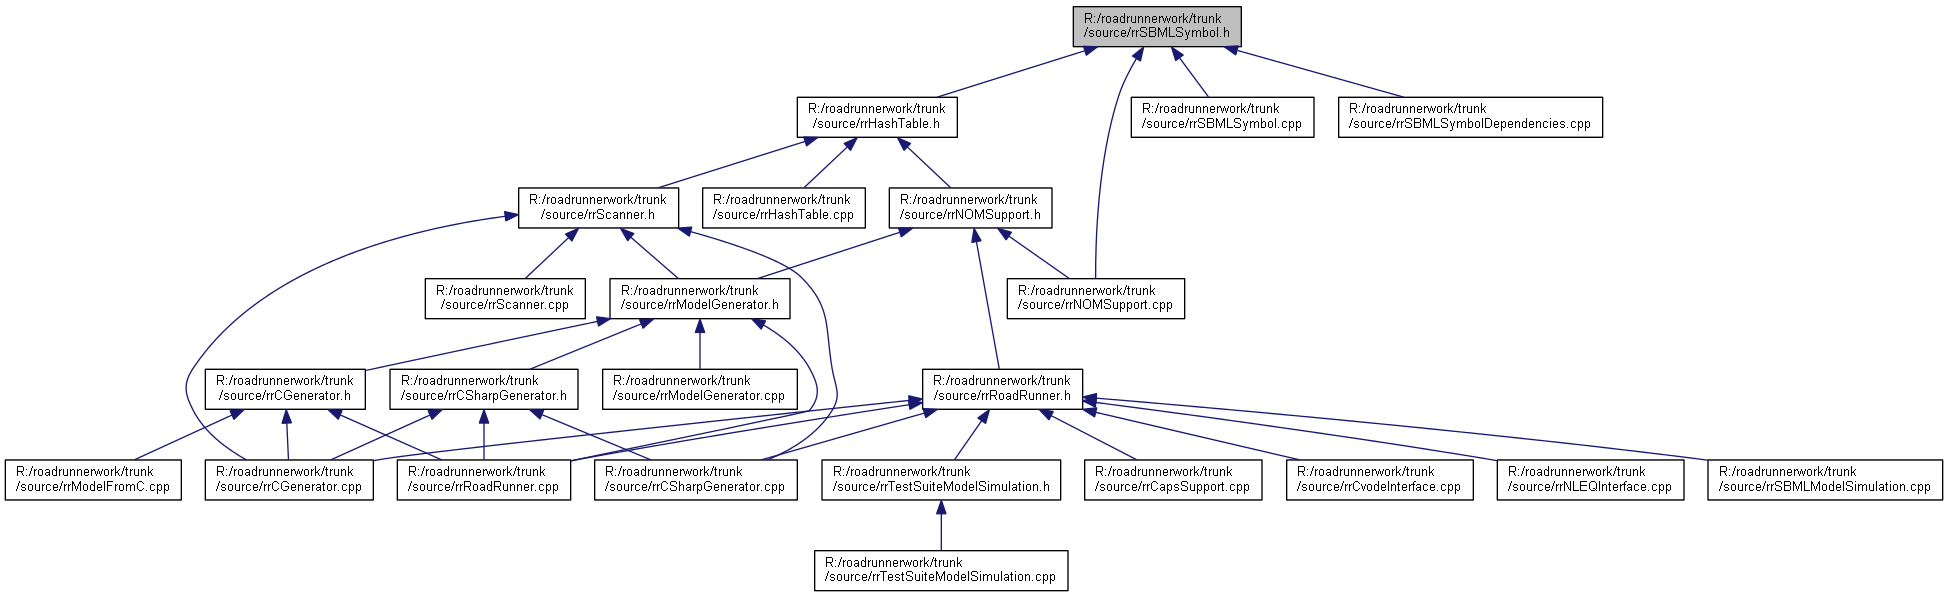 R:/roadrunnerwork/trunk
/source/rrSBMLSymbol.h
R:/roadrunnerwork/trunk
/source/rrHashTable.h
R:/roadrunnerwork/trunk
/source/rrSBMLSymbol.cpp
R:/roadrunnerwork/trunk
/source/rrSBMLSymbolDependencies.cpp
R:/roadrunnerwork/trunk
/source/rrScanner.h
R:/roadrunnerwork/trunk
/source/rrHashTable.cpp
R:/roadrunnerwork/trunk
/source/rrNOMSupport.h
R:/roadrunnerwork/trunk
/source/rrScanner.cpp
R:/roadrunnerwork/trunk
/source/rrModelGenerator.h
R:/roadrunnerwork/trunk
/source/rrNOMSupport.cpp
R:/roadrunnerwork/trunk
/source/rrCGenerator.h
R:/roadrunnerwork/trunk
/source/rrCSharpGenerator.h
R:/roadrunnerwork/trunk
/source/rrModelGenerator.cpp
R:/roadrunnerwork/trunk
/source/rrRoadRunner.h
R:/roadrunnerwork/trunk
/source/rrModelFromC.cpp
R:/roadrunnerwork/trunk
/source/rrCGenerator.cpp
R:/roadrunnerwork/trunk
/source/rrRoadRunner.cpp
R:/roadrunnerwork/trunk
/source/rrCSharpGenerator.cpp
R:/roadrunnerwork/trunk
/source/rrTestSuiteModelSimulation.h
R:/roadrunnerwork/trunk
/source/rrCapsSupport.cpp
R:/roadrunnerwork/trunk
/source/rrCvodeInterface.cpp
R:/roadrunnerwork/trunk
/source/rrNLEQInterface.cpp
R:/roadrunnerwork/trunk
/source/rrSBMLModelSimulation.cpp
R:/roadrunnerwork/trunk
/source/rrTestSuiteModelSimulation.cpp